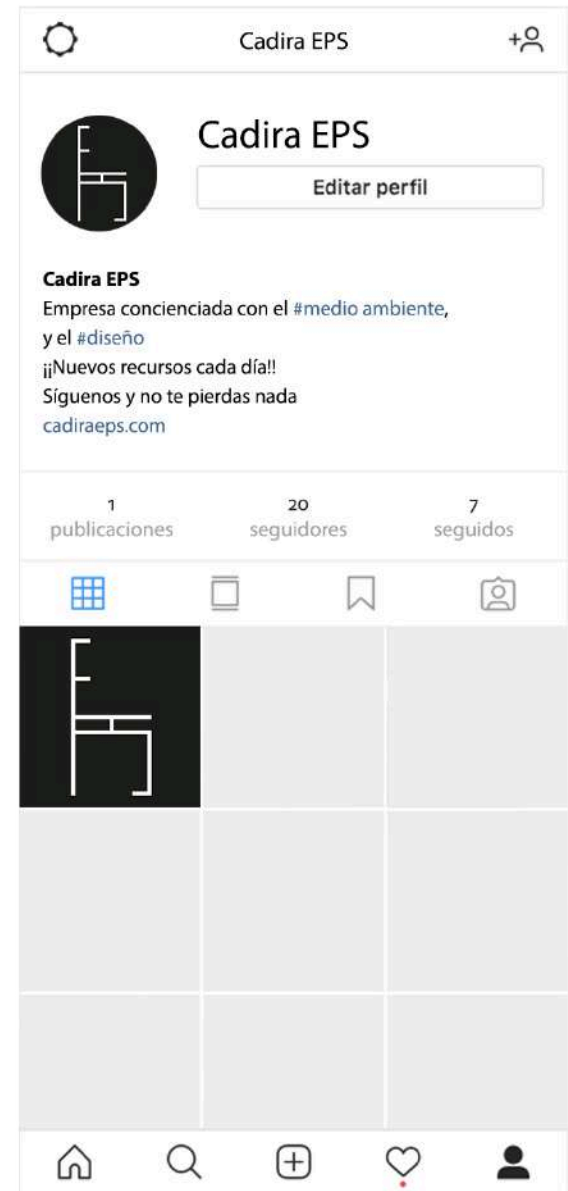 Cadira EPS
Cadira EPS
Editar perfil
Cadira EPS
Empresa concienciada con el #medio ambiente,
y el #diseño
¡¡Nuevos recursos cada día!!
Síguenos y no te pierdas nada
cadiraeps.com
1 20 7
publicaciones seguidores seguidos